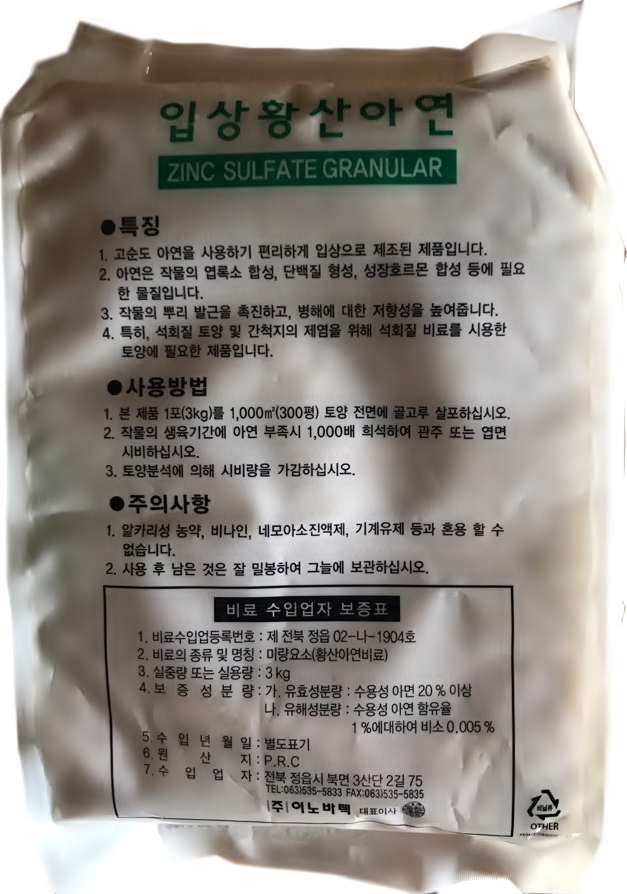 입상황산아연
ZINC SULFATE GRANULAR
●특징
1. 고순도 아연을 사용하기 편리하게 입상으로 제조된 제품입니다.
2. 아연은 작물의 엽록소 합성, 단백질 형성, 성장호르몬 합성 등에 필요
한 물질입니다.
3. 작물의 뿌리 발근을 촉진하고, 병해에 대한 저항성을 높여줍니다.
4. 특히, 석회질 토양 및 간척지의 제염을 위해 석회질 비료를 시용한
토양에 필요한 제품입니다.
●사용방법
1. 본 제품 1포(3kg)를 1,000㎡(300평) 토양 전면에 골고루 살포하십시오.
2. 작물의 생육기간에 아연 부족시 1,000배 희석하여 관주 또는 엽면
시비하십시오.
3. 토양분석에 의해 시비량을 가감하십시오.
●주의사항
1. 알카리성 농약, 비나인, 네모아소진액제, 기계유제 등과 혼용 할 수
없습니다.
2. 사용 후 남은 것은 잘 밀봉하여 그늘에 보관하십시오.
비료 수입업자 보증표
1. 비료수입업등록번호 : 제 전북 정읍 02-나-1904호
2. 비료의 종류 및 명칭 : 미량요소(황산아연비료)
3. 실중량 또는 실용량 : 3kg
4. 보 증 성 분 량 : 가. 유효성분량 : 수용성 아연 20% 이상
나. 유해성분량 : 수용성 아연 함유율
1%에대하여 비소 0.005%
5. 수 입 년 월 일 : 별도표기
6. 원 산 지 : P.R.C
7. 수 입 업 자 : 전북 정읍시 북면 3산단 2길 75
TEL:063)535-5833 FAX:063)535-5835
(주)이노바텍 대표이사
비닐류
OTHER